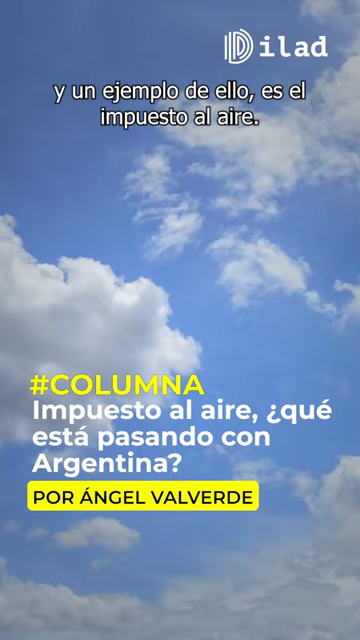 ilad
y un ejemplo de ello, es el
impuesto al aire.
#COLUMNA
Impuesto al aire, ¿qué
está pasando con
Argentina?
POR ÁNGEL VALVERDE